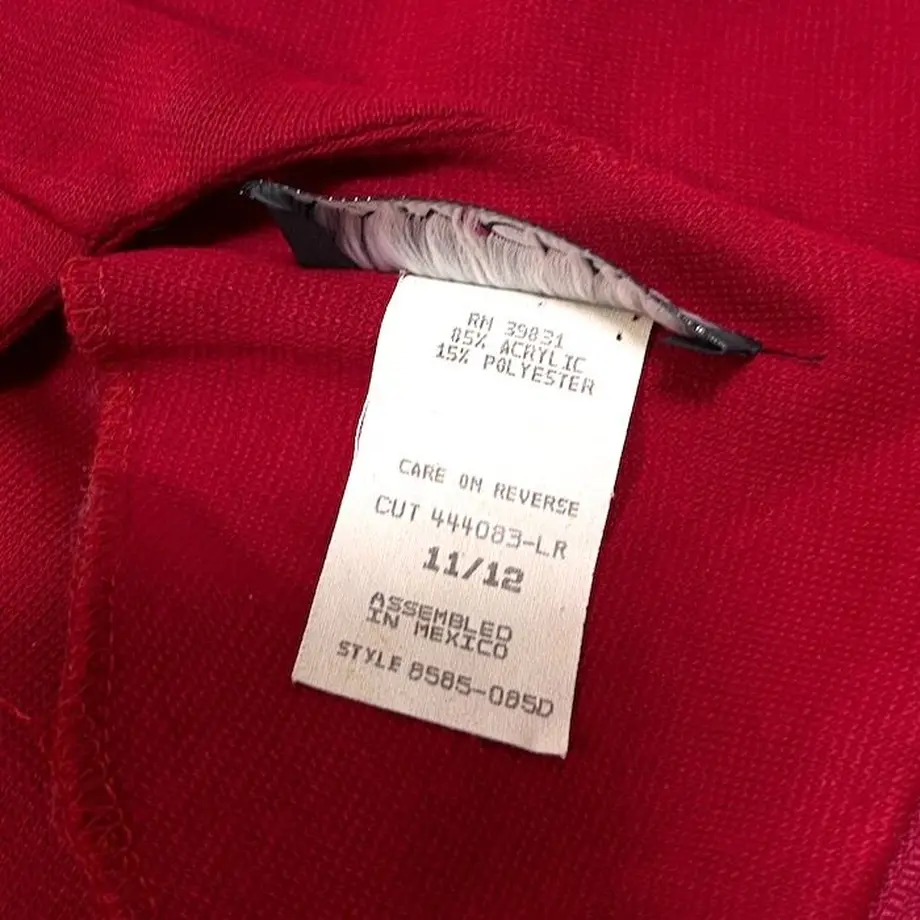 RN 39831
85% ACRYLIC
15% POLYESTER
CARE ON REVERSE
CUT 444083-LR
11/12
ASSEMBLED
IN MEXICO
STYLE 8585-085D